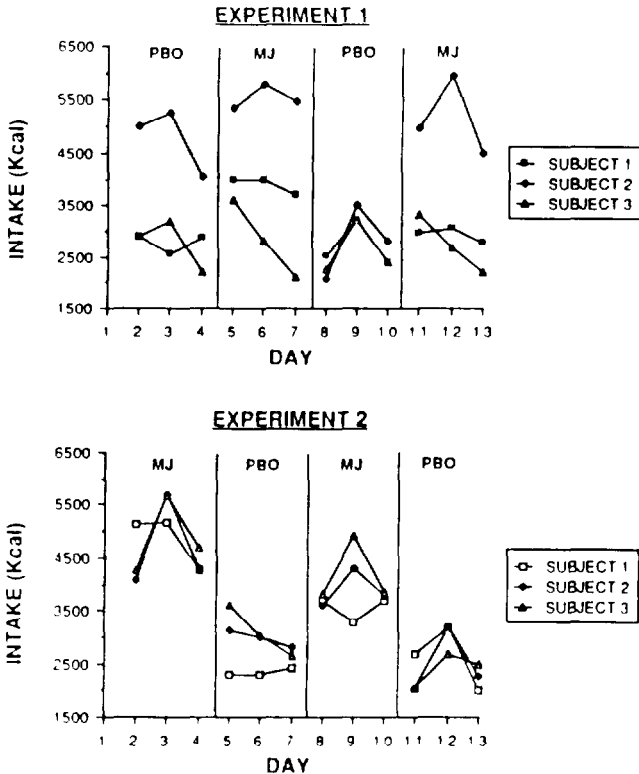 EXPERIMENT 1
PBO MJ PBO MJ
6500
5500
4500
3500
2500
1500
INTAKE (Kcal)
1 2 3 4 5 6 7 8 9 10 11 12 13
DAY
SUBJECT 1
SUBJECT 2
SUBJECT 3
EXPERIMENT 2
MJ PBO MJ PBO
6500
5500
4500
3500
2500
1500
INTAKE (Kcal)
1 2 3 4 5 6 7 8 9 10 11 12 13
DAY
SUBJECT 1
SUBJECT 2
SUBJECT 3